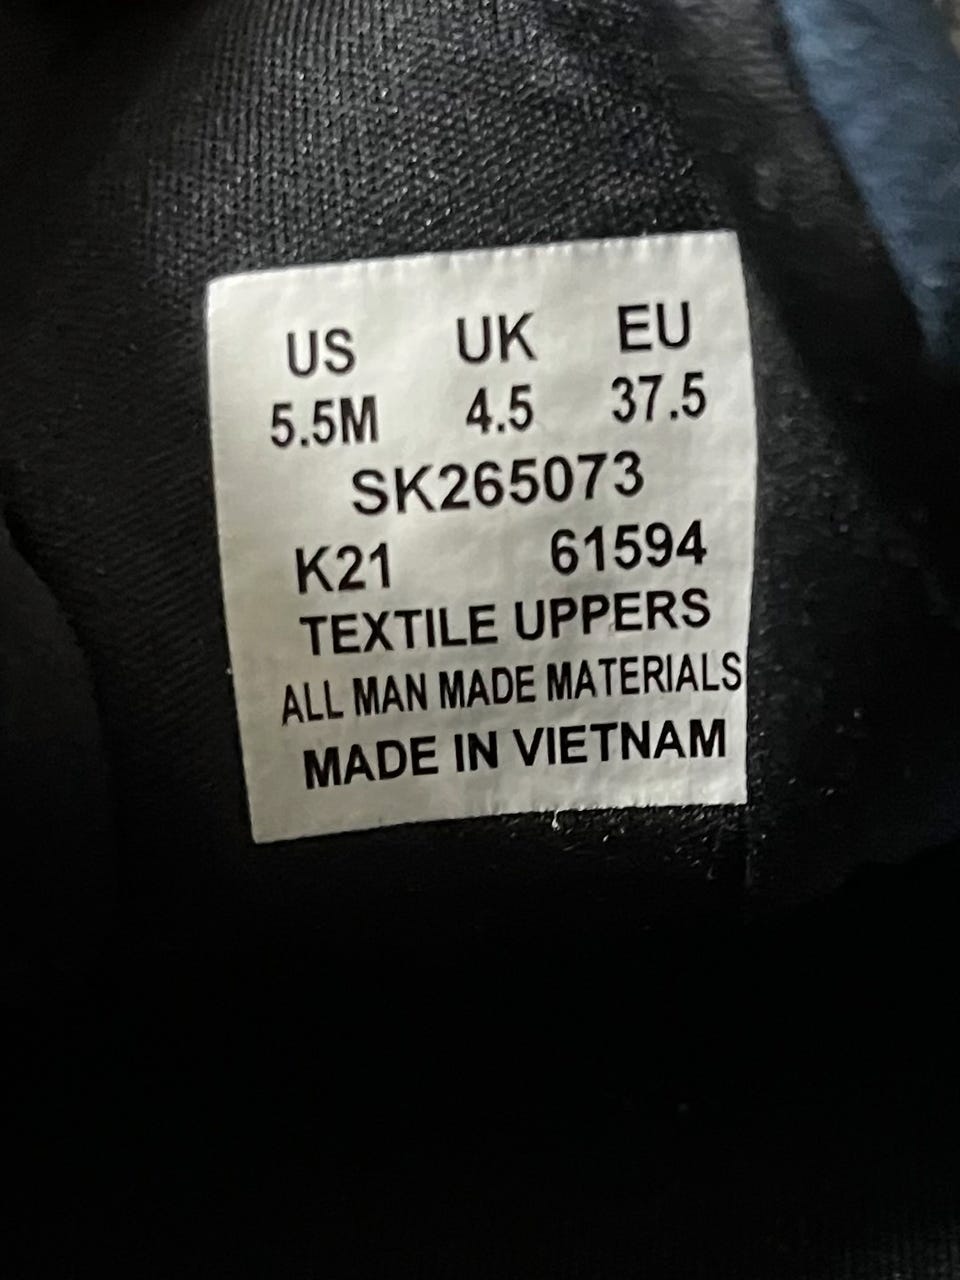 US UK EU
5.5M 4.5 37.5
SK265073
K21 61594
TEXTILE UPPERS
ALL MAN MADE MATERIALS
MADE IN VIETNAM